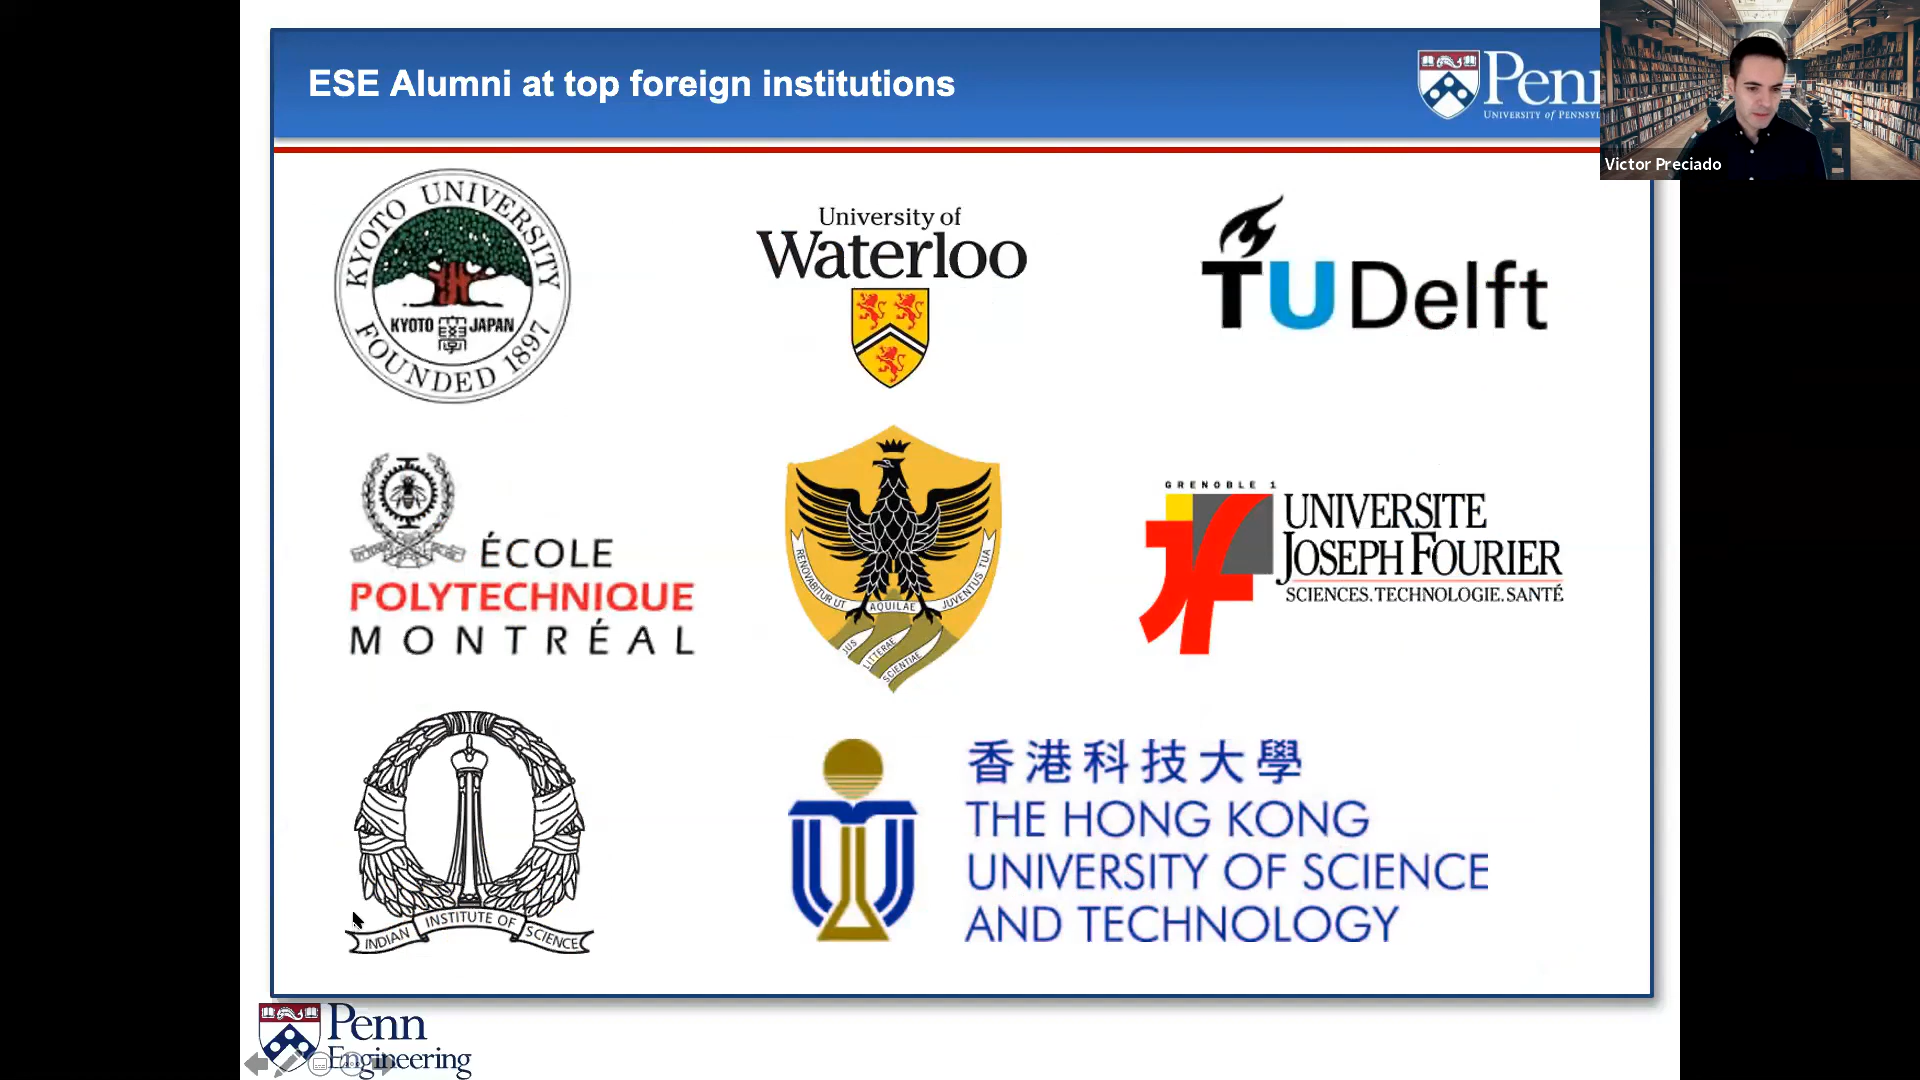 ESE Alumni at top foreign institutions
Penn
UNIVERSITY of PENNSYL
Victor Preciado
KYOTO UNIVERSITY
KYOTO JAPAN
FOUNDED 1897
University of
Waterloo
TU Delft
ÉCOLE
POLYTECHNIQUE
MONTRÉAL
RENOVABITUR UT AQUILAE JUVENTUS TUA
JUS
LITTERAE
SCIENTIAE
GRENOBLE 1
UNIVERSITE
JOSEPH FOURIER
SCIENCES. TECHNOLOGIE. SANTÉ
INDIAN INSTITUTE OF SCIENCE
香港科技大學
THE HONG KONG
UNIVERSITY OF SCIENCE
AND TECHNOLOGY
Penn
Engineering